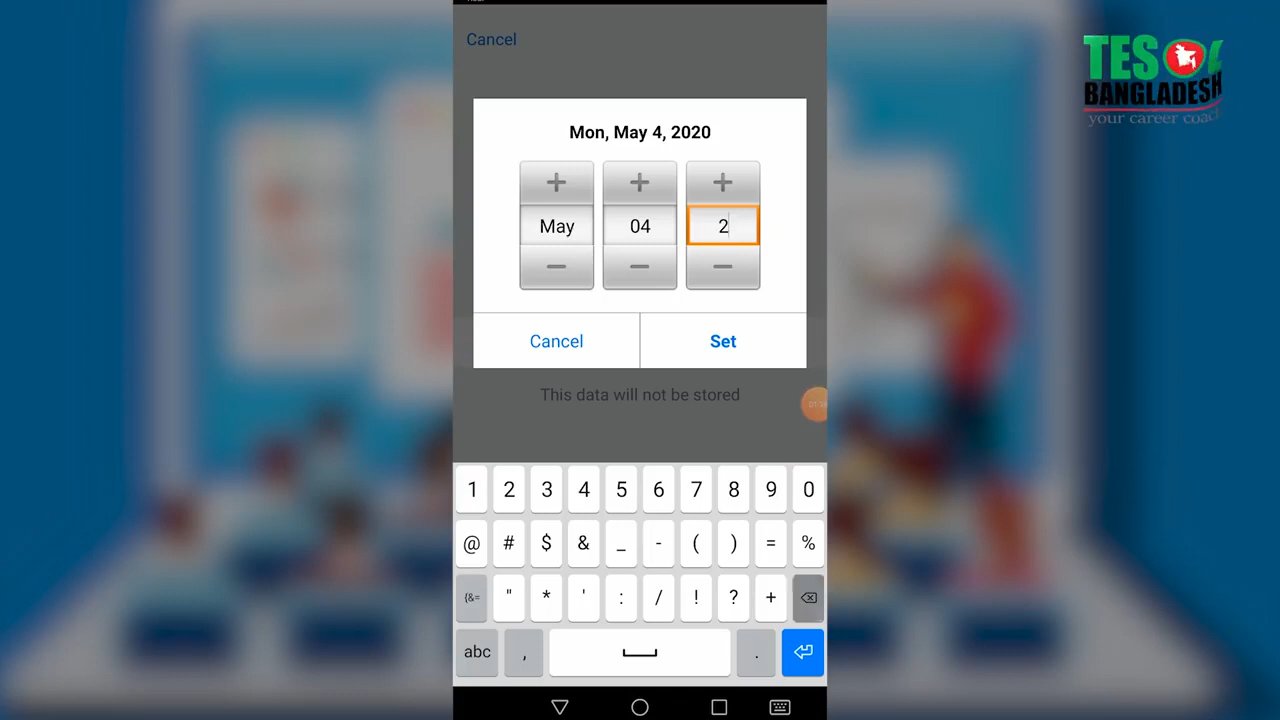 Cancel
TESOL
BANGLADESH
your career coach
Mon, May 4, 2020
+ + +
May 04 2
− − −
Cancel Set
This data will not be stored
1 2 3 4 5 6 7 8 9 0
@ # $ & _ - ( ) = %
{&= " * ' : / ! ? +
abc , .